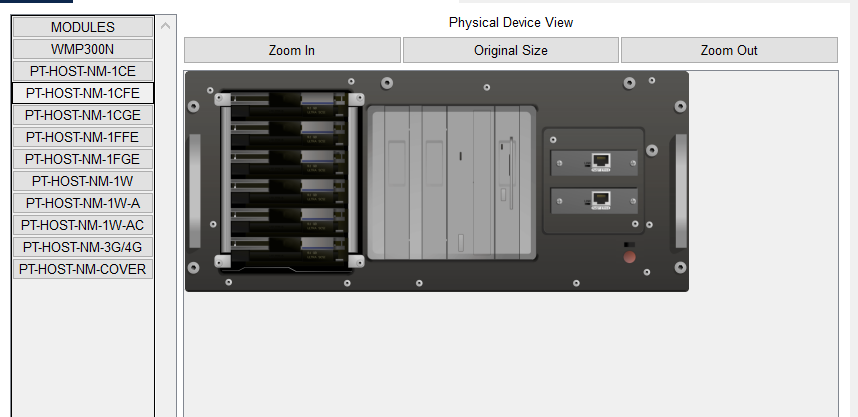 Physical Device View
MODULES
WMP300N
PT-HOST-NM-1CE
PT-HOST-NM-1CFE
PT-HOST-NM-1CGE
PT-HOST-NM-1FFE
PT-HOST-NM-1FGE
PT-HOST-NM-1W
PT-HOST-NM-1W-A
PT-HOST-NM-1W-AC
PT-HOST-NM-3G/4G
PT-HOST-NM-COVER
Zoom In
Original Size
Zoom Out